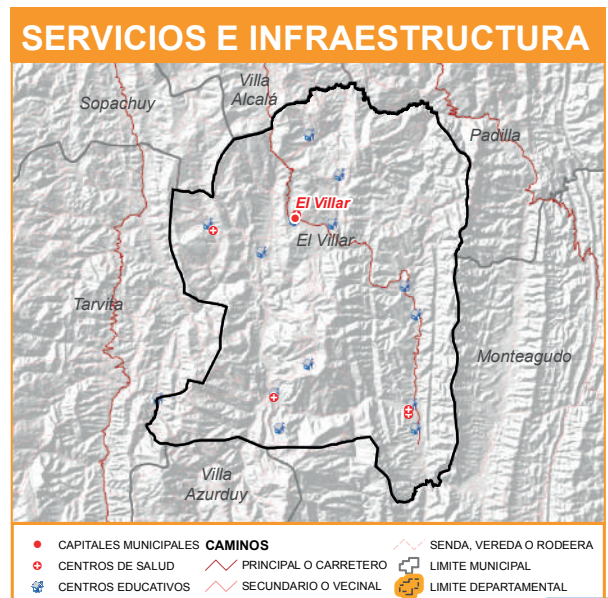 SERVICIOS E INFRAESTRUCTURA
Villa
Alcalá
Sopachuy
Padilla
El Villar
El Villar
Tarvita
Monteagudo
Villa
Azurduy
CAPITALES MUNICIPALES
CENTROS DE SALUD
CENTROS EDUCATIVOS
CAMINOS
PRINCIPAL O CARRETERO
SECUNDARIO O VECINAL
SENDA, VEREDA O RODEERA
LIMITE MUNICIPAL
LIMITE DEPARTAMENTAL